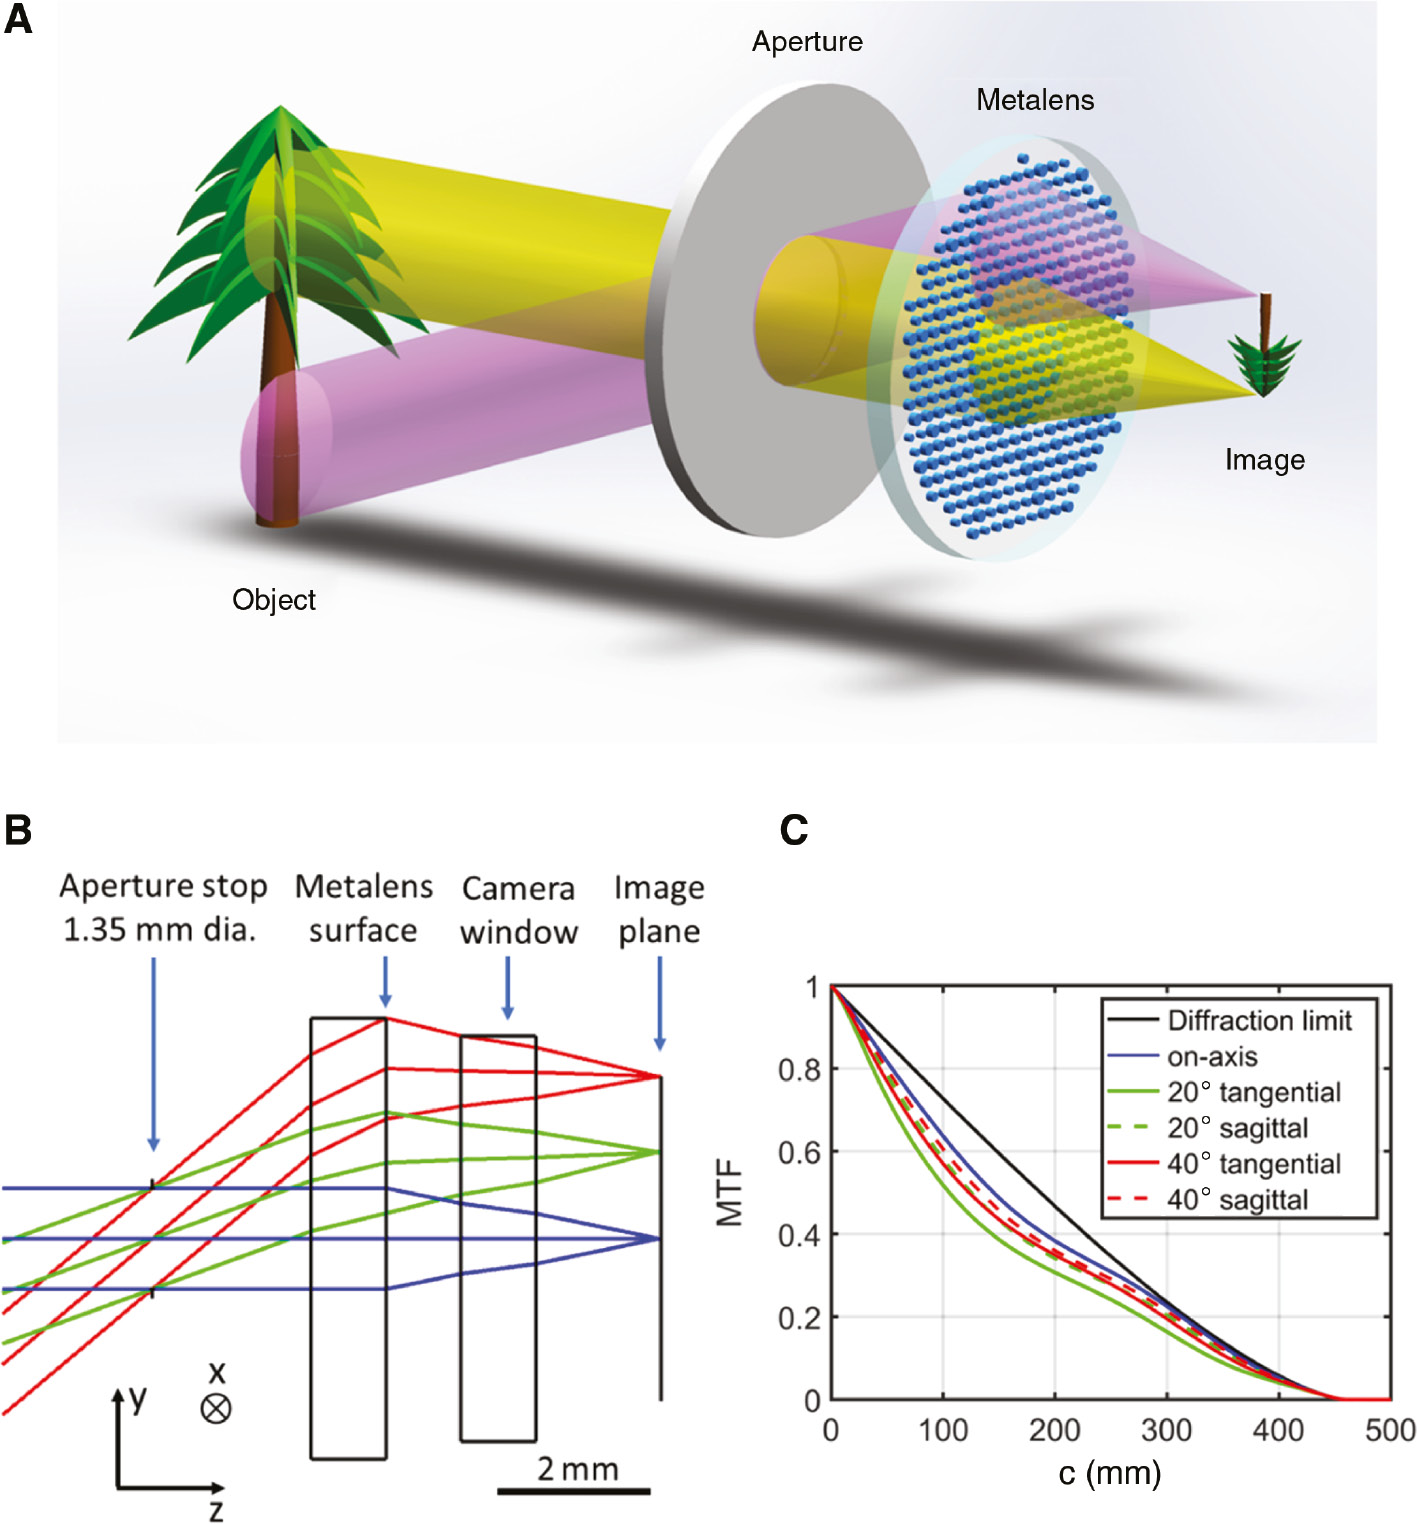 A
Aperture
Metalens
Image
Object
B
Aperture stop
1.35 mm dia.
Metalens
surface
Camera
window
Image
plane
x
y
z
2 mm
C
MTF
1
0.8
0.6
0.4
0.2
0
0 100 200 300 400 500
c (mm)
Diffraction limit
on-axis
20° tangential
20° sagittal
40° tangential
40° sagittal